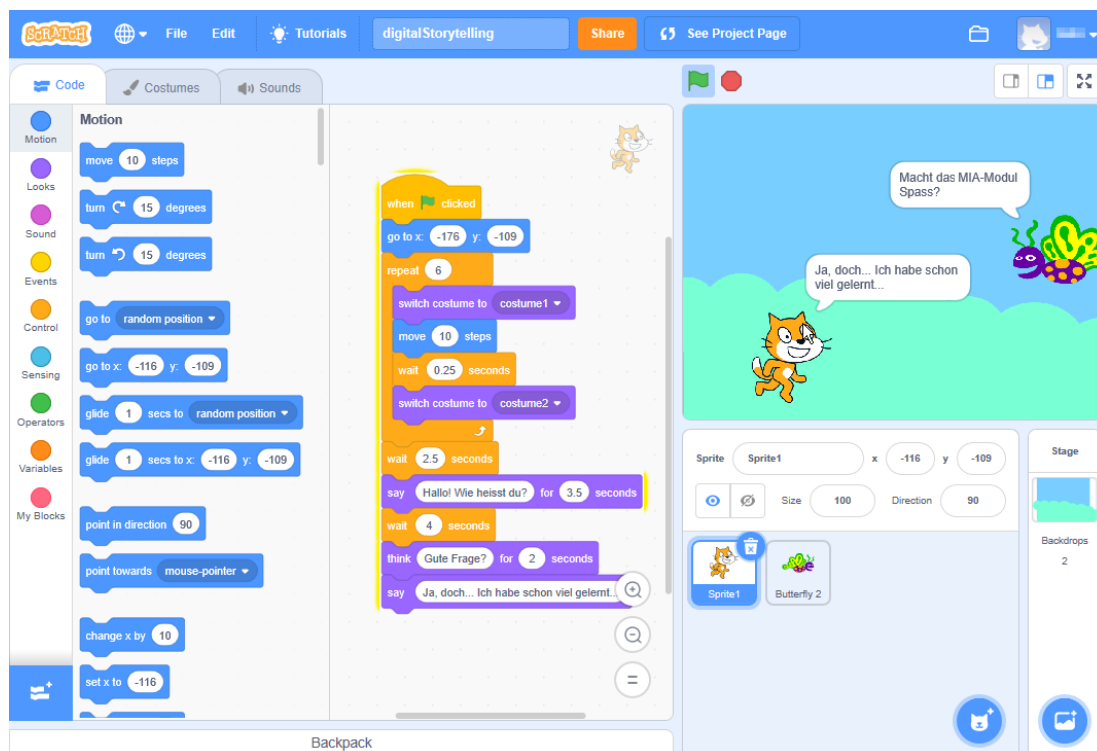 SCRATCH File Edit Tutorials digitalStorytelling Share See Project Page
Code Costumes Sounds
Motion
Looks
Sound
Events
Control
Sensing
Operators
Variables
My Blocks
Motion
move 10 steps
turn 15 degrees
turn 15 degrees
go to random position
go to x: -116 y: -109
glide 1 secs to random position
glide 1 secs to x: -116 y: -109
point in direction 90
point towards mouse-pointer
change x by 10
set x to -116
when clicked
go to x: -176 y: -109
repeat 6
switch costume to costume1
move 10 steps
wait 0.25 seconds
switch costume to costume2
wait 2.5 seconds
say Hallo! Wie heisst du? for 3.5 seconds
wait 4 seconds
think Gute Frage? for 2 seconds
say Ja, doch... Ich habe schon viel gelernt...
Macht das MIA-Modul
Spass?
Ja, doch... Ich habe schon
viel gelernt...
Sprite Sprite1 x -116 y -109
Size 100 Direction 90
Sprite1
Butterfly 2
Stage
Backdrops
2
Backpack